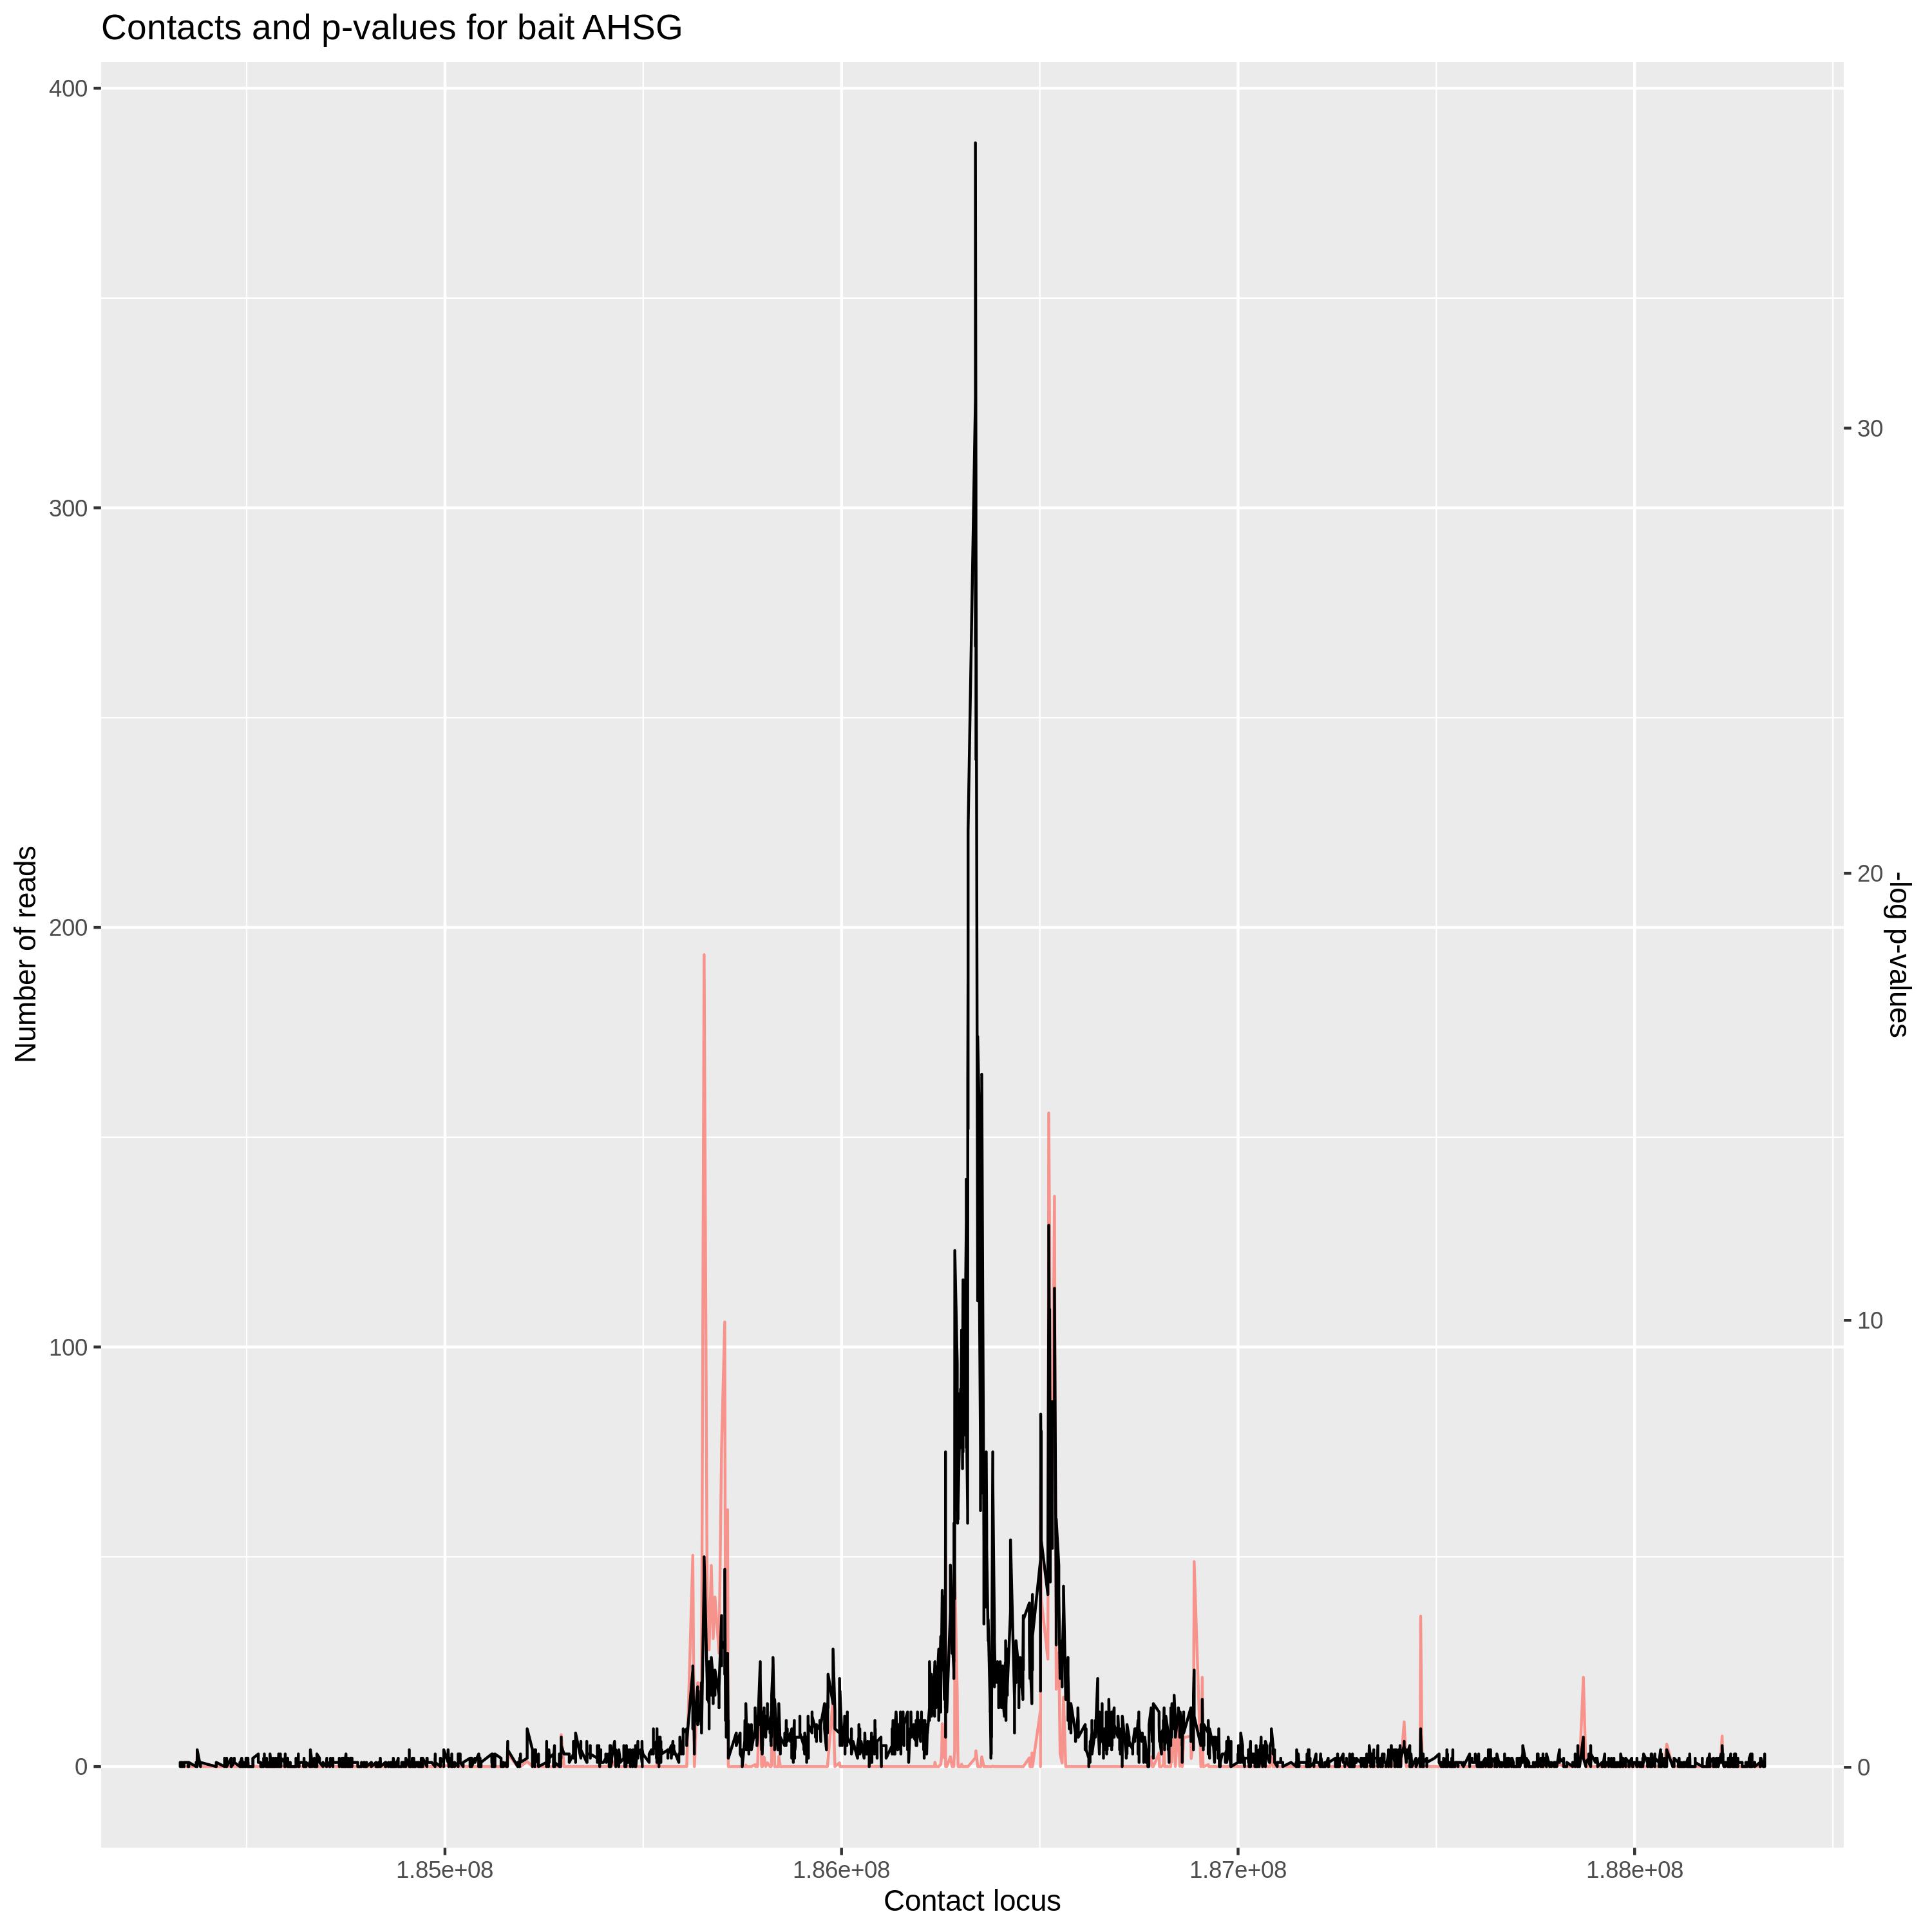 Contacts and p-values for bait AHSG
400
300
200
100
0
Number of reads
30
20
10
0
-log p-values
1.85e+08
1.86e+08
1.87e+08
1.88e+08
Contact locus